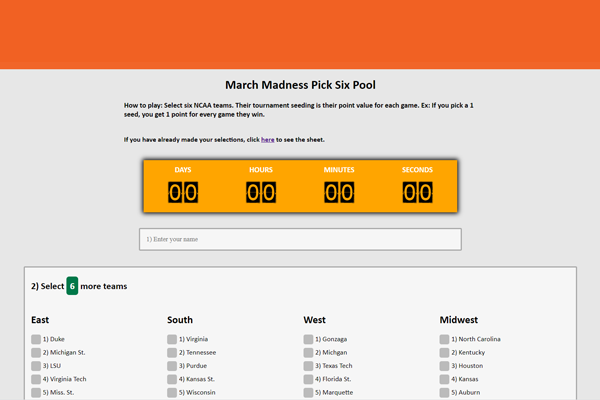 March Madness Pick Six Pool
How to play: Select six NCAA teams. Their tournament seeding is their point value for each game. Ex: If you pick a 1
seed, you get 1 point for every game they win.
If you have already made your selections, click here to see the sheet.
DAYS HOURS MINUTES SECONDS
00 00 00 00
1) Enter your name
2) Select 6 more teams
East South West Midwest
1) Duke 1) Virginia 1) Gonzaga 1) North Carolina
2) Michigan St. 2) Tennessee 2) Michgan 2) Kentucky
3) LSU 3) Purdue 3) Texas Tech 3) Houston
4) Virginia Tech 4) Kansas St. 4) Florida St. 4) Kansas
5) Miss. St. 5) Wisconsin 5) Marquette 5) Auburn